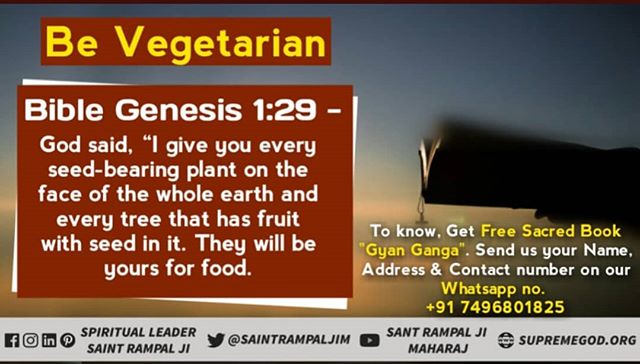 Be Vegetarian
Bible Genesis 1:29 -
God said, “I give you every
seed-bearing plant on the
face of the whole earth and
every tree that has fruit
with seed in it. They will be
yours for food.
To know, Get Free Sacred Book
"Gyan Ganga". Send us your Name,
Address & Contact number on our
Whatsapp no.
+91 7496801825
SPIRITUAL LEADER
SAINT RAMPAL JI
@SAINTRAMPALJIM
SANT RAMPAL JI
MAHARAJ
SUPREMEGOD.ORG